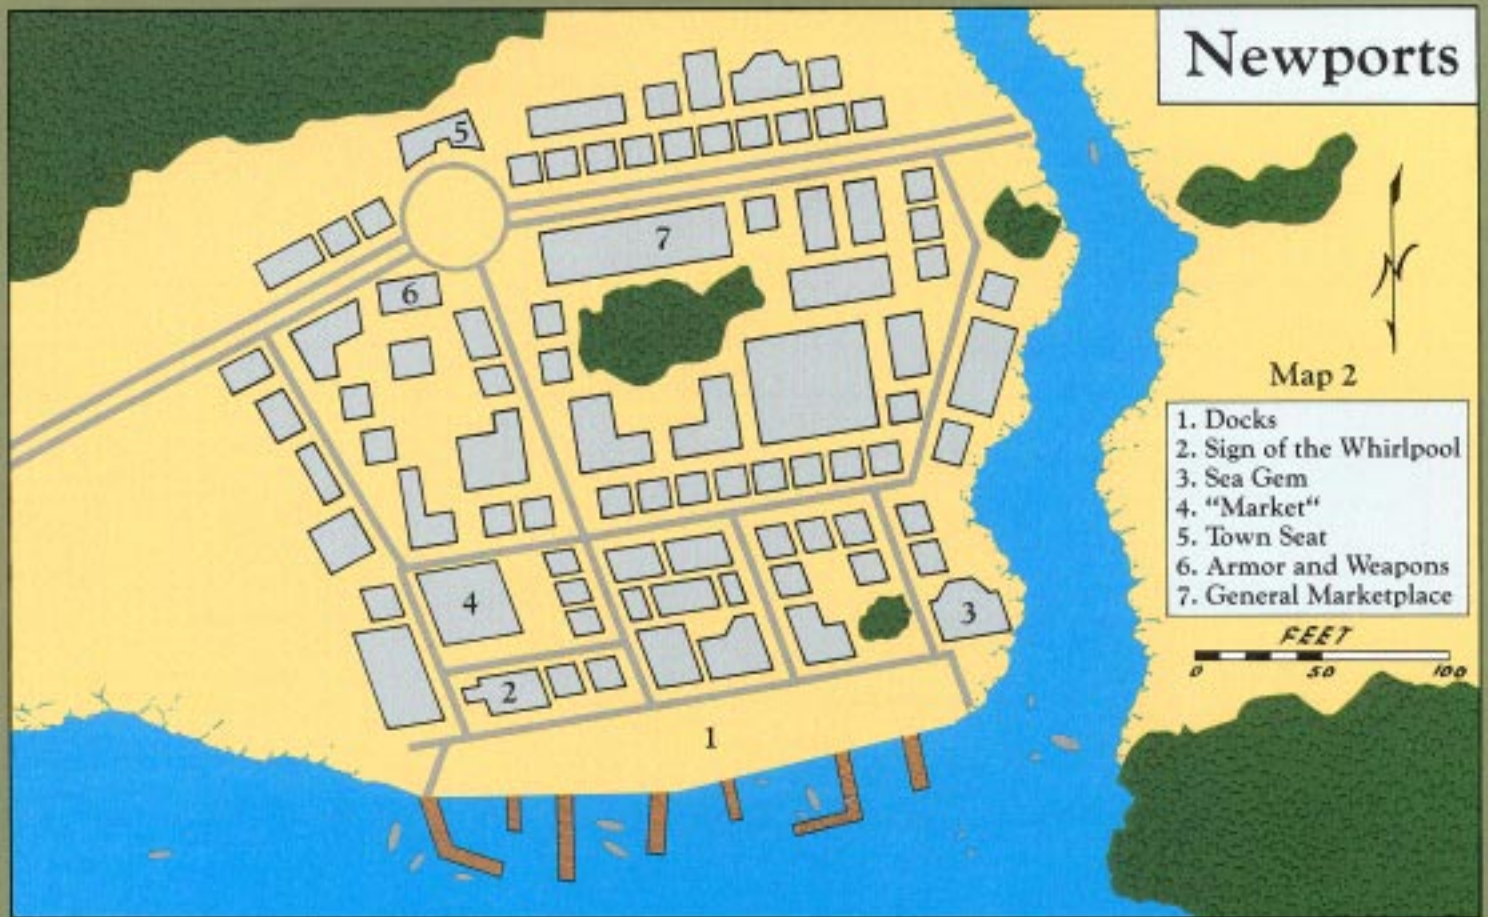 Newports
5
7
6
N
Map 2
1. Docks
2. Sign of the Whirlpool
3. Sea Gem
4. “Market“
5. Town Seat
6. Armor and Weapons
7. General Marketplace
4
3
FEET
0 50 100
2
1